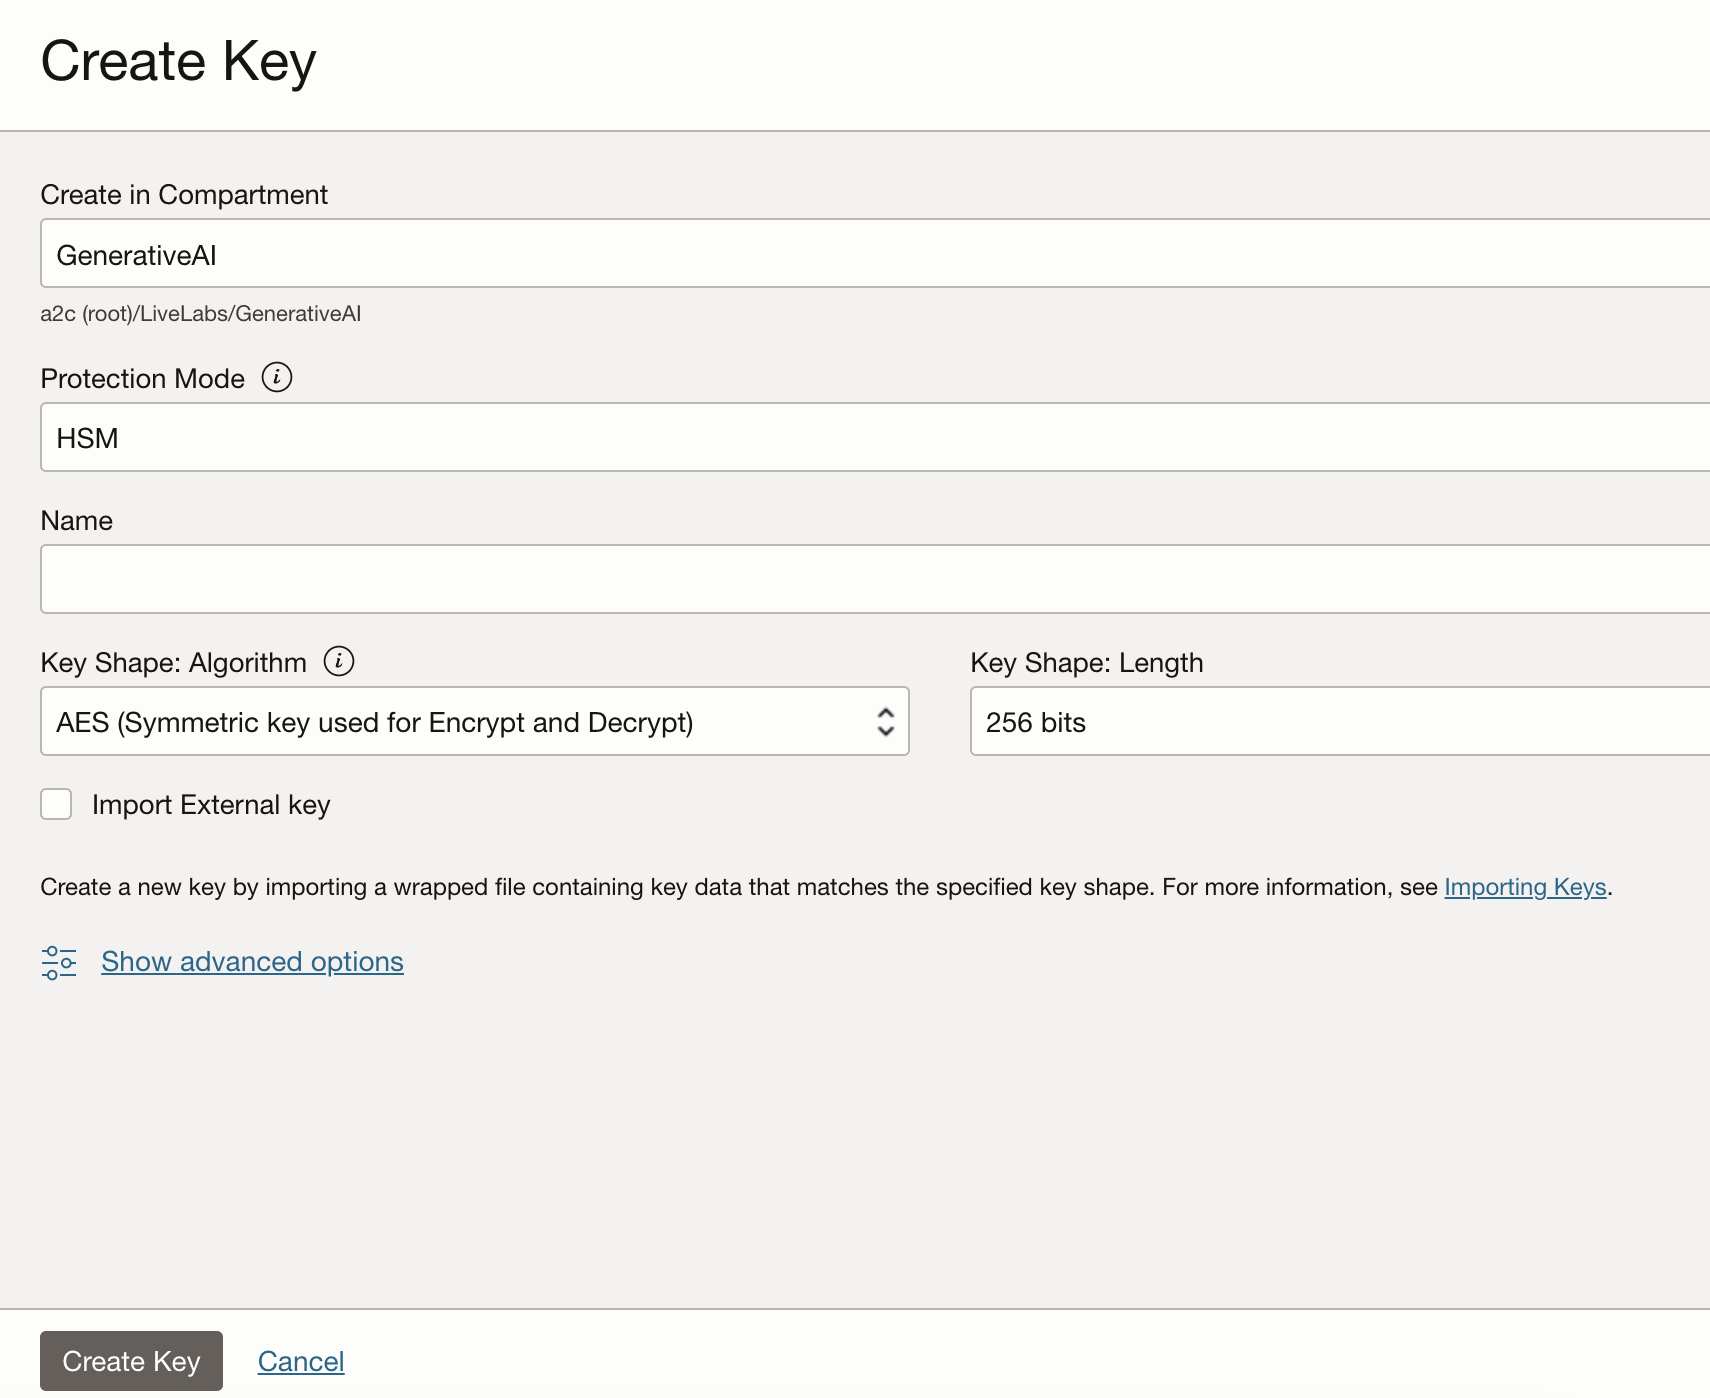 Create Key
Create in Compartment
GenerativeAI
a2c (root)/LiveLabs/GenerativeAI
Protection Mode
HSM
Name
Key Shape: Algorithm
Key Shape: Length
AES (Symmetric key used for Encrypt and Decrypt)
256 bits
Import External key
Create a new key by importing a wrapped file containing key data that matches the specified key shape. For more information, see Importing Keys.
Show advanced options
Create Key
Cancel